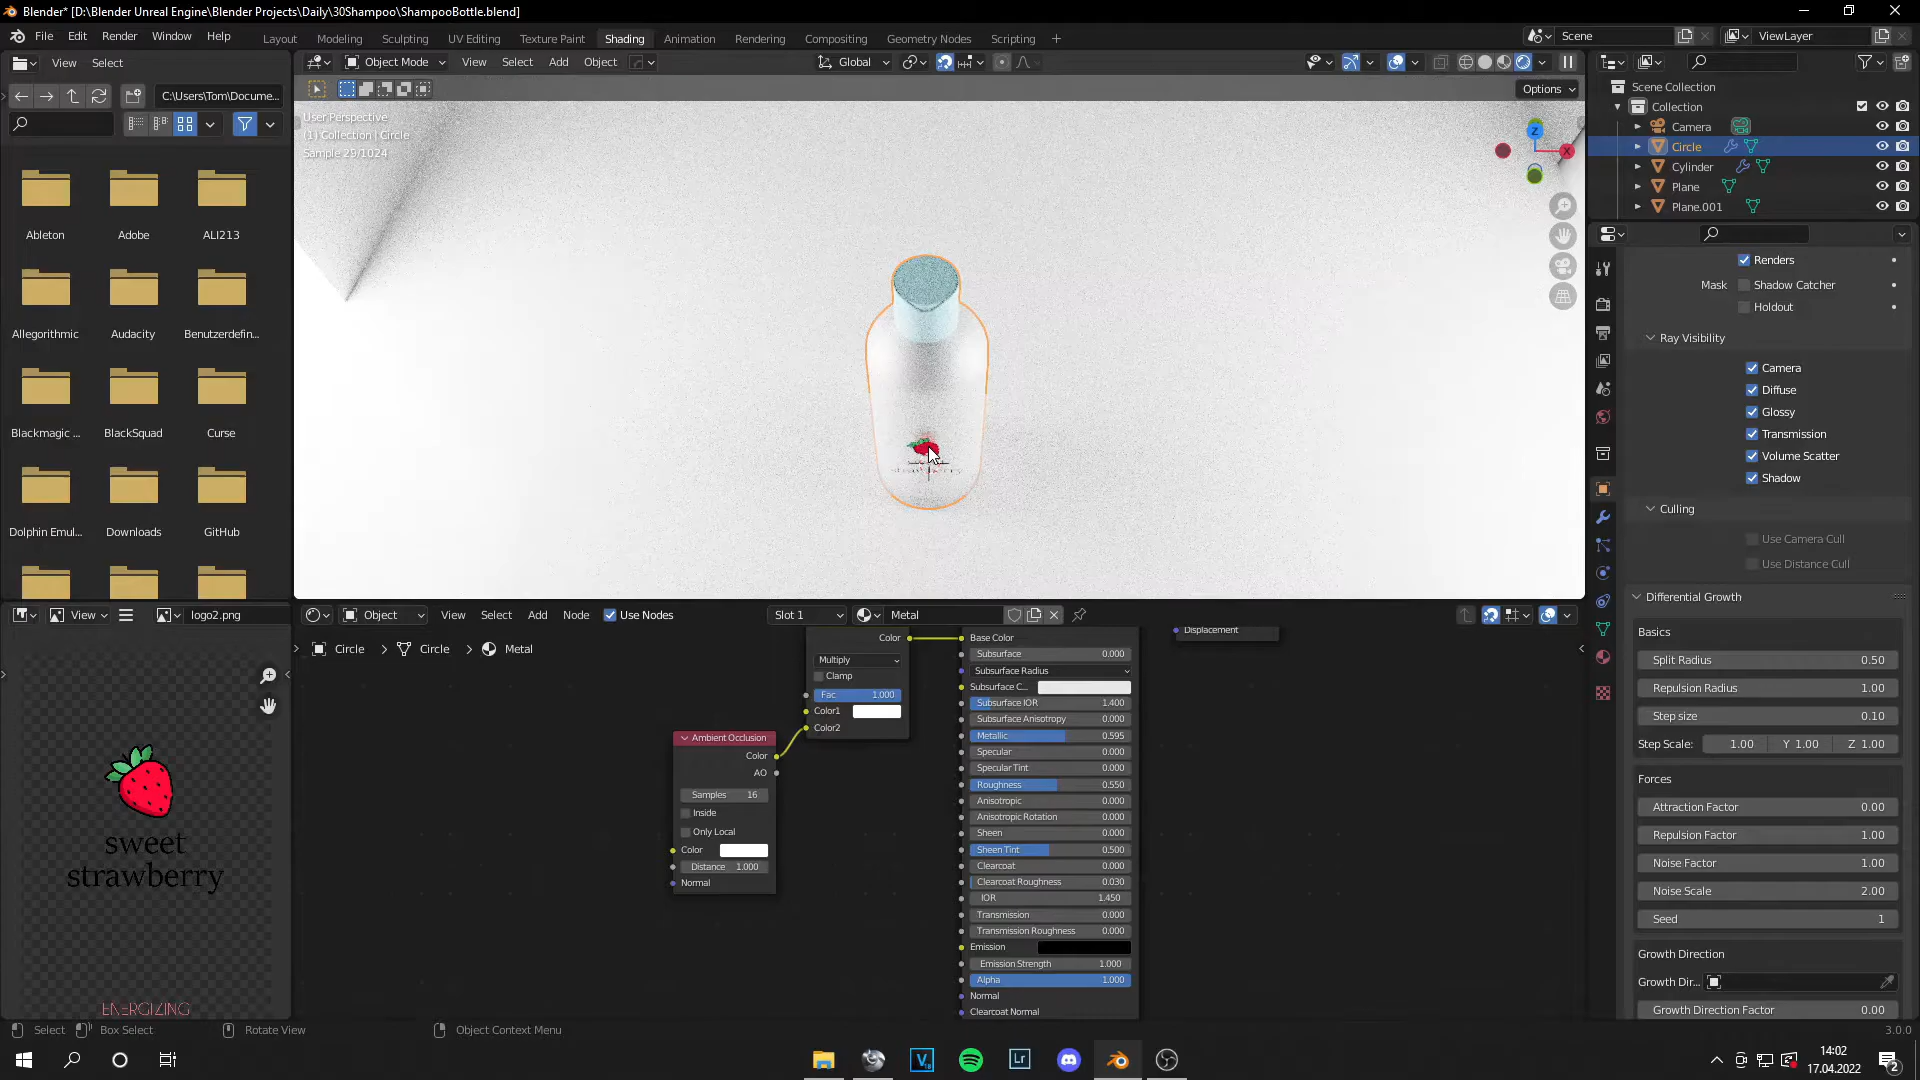 Blender* [D:\Blender Unreal Engine\Blender Projects\Daily\30Shampoo\ShampooBottle.blend]
File Edit Render Window Help
Layout Modeling Sculpting UV Editing Texture Paint Shading Animation Rendering Compositing Geometry Nodes Scripting +
Scene
ViewLayer
View Select
Object Mode View Select Add Object
Global
Options
C:\Users\Tom\Docume...
User Perspective
(1) Collection | Circle
Sample 29/1024
Z
X
Scene Collection
Collection
Camera
Circle
Cylinder
Plane
Plane.001
Ableton Adobe ALI213
Allegorithmic Audacity Benutzerdefin...
Blackmagic ... BlackSquad Curse
Dolphin Emul... Downloads GitHub
Renders
Mask Shadow Catcher
Holdout
Ray Visibility
Camera
Diffuse
Glossy
Transmission
Volume Scatter
Shadow
Culling
Use Camera Cull
Use Distance Cull
Differential Growth
Basics
Split Radius 0.50
Repulsion Radius 1.00
Step size 0.10
Step Scale: 1.00 Y 1.00 Z 1.00
Forces
Attraction Factor 0.00
Repulsion Factor 1.00
Noise Factor 1.00
Noise Scale 2.00
Seed 1
Growth Direction
Growth Dir...
Growth Direction Factor 0.00
View logo2.png
sweet
strawberry
ENERGIZING
Object View Select Add Node Use Nodes Slot 1 Metal
Circle > Circle > Metal
Color
Multiply
Clamp
Fac 1.000
Color1
Color2
Ambient Occlusion
Color
AO
Samples 16
Inside
Only Local
Color
Distance 1.000
Normal
Base Color
Subsurface 0.000
Subsurface Radius
Subsurface C...
Subsurface IOR 1.400
Subsurface Anisotropy 0.000
Metallic 0.595
Specular 0.000
Specular Tint 0.000
Roughness 0.550
Anisotropic 0.000
Anisotropic Rotation 0.000
Sheen 0.000
Sheen Tint 0.500
Clearcoat 0.000
Clearcoat Roughness 0.030
IOR 1.450
Transmission 0.000
Transmission Roughness 0.000
Emission
Emission Strength 1.000
Alpha 1.000
Normal
Clearcoat Normal
Displacement
Select Box Select Rotate View Object Context Menu
3.0.0
Lr
14:02
17.04.2022
2